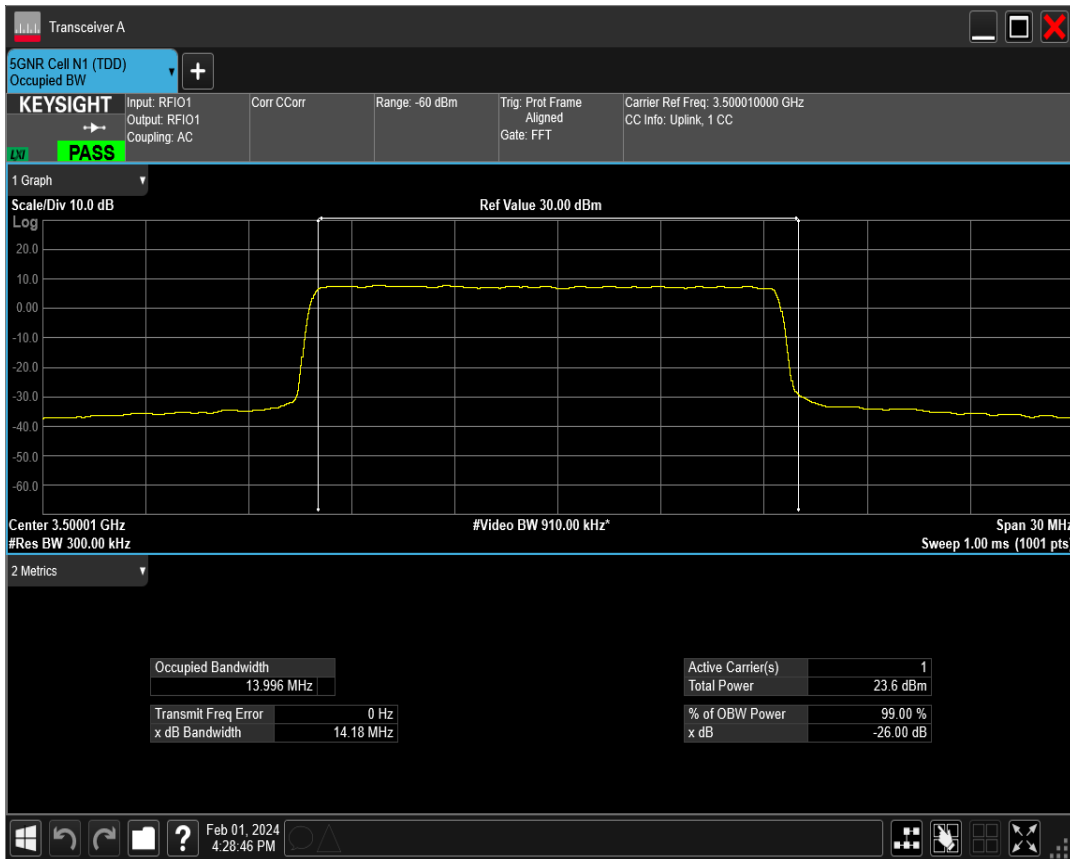 Transceiver A
5GNR Cell N1 (TDD)
Occupied BW
KEYSIGHT
LXI
PASS
Input: RFIO1
Output: RFIO1
Coupling: AC
Corr CCorr
Range: -60 dBm
Trig: Prot Frame
Aligned
Gate: FFT
Carrier Ref Freq: 3.500010000 GHz
CC Info: Uplink, 1 CC
1 Graph
Scale/Div 10.0 dB
Ref Value 30.00 dBm
Log
20.0
10.0
0.00
-10.0
-20.0
-30.0
-40.0
-50.0
-60.0
Center 3.50001 GHz
#Video BW 910.00 kHz*
Span 30 MHz
#Res BW 300.00 kHz
Sweep 1.00 ms (1001 pts)
2 Metrics
Occupied Bandwidth
13.996 MHz
Transmit Freq Error 0 Hz
x dB Bandwidth 14.18 MHz
Active Carrier(s) 1
Total Power 23.6 dBm
% of OBW Power 99.00 %
x dB -26.00 dB
?
Feb 01, 2024
4:28:46 PM